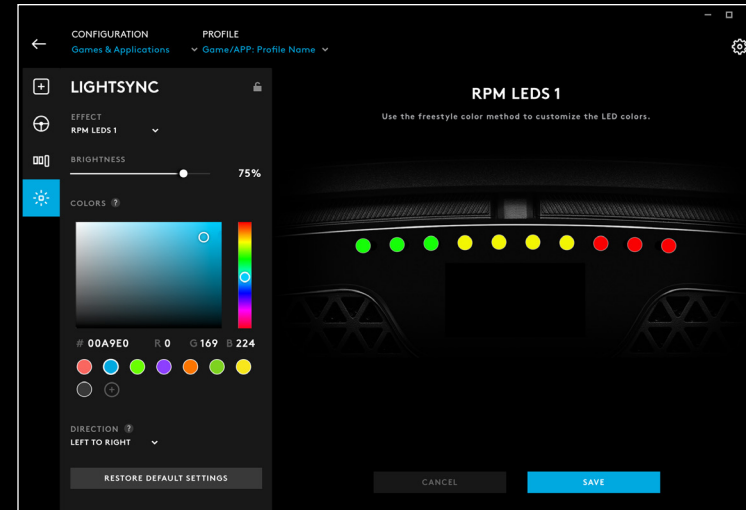 CONFIGURATION PROFILE
Games & Applications Game/APP: Profile Name
LIGHTSYNC
EFFECT
RPM LEDS 1
BRIGHTNESS
75%
COLORS ?
# 00A9E0 R 0 G 169 B 224
DIRECTION ?
LEFT TO RIGHT
RESTORE DEFAULT SETTINGS
RPM LEDS 1
Use the freestyle color method to customize the LED colors.
CANCEL SAVE